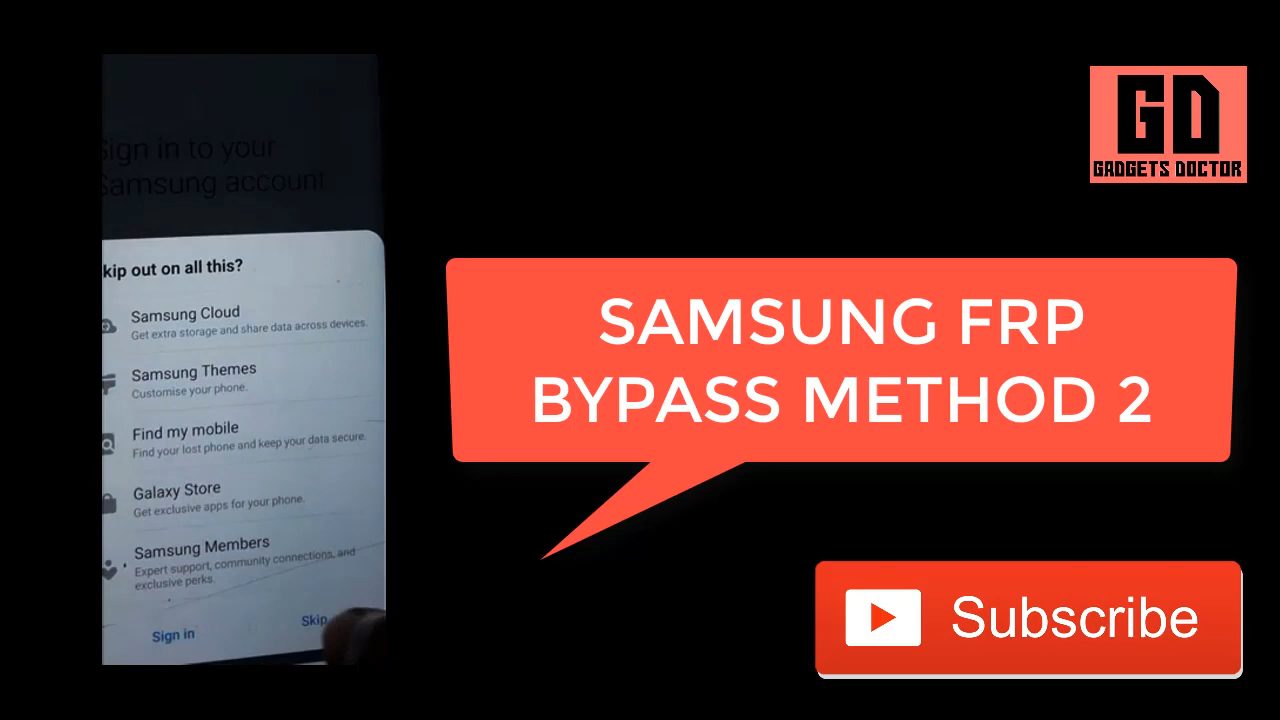 Sign in to your
Samsung account
kip out on all this?
Samsung Cloud
Get extra storage and share data across devices.
Samsung Themes
Customise your phone.
Find my mobile
Find your lost phone and keep your data secure.
Galaxy Store
Get exclusive apps for your phone.
Samsung Members
Expert support, community connections, and
exclusive perks.
Sign in
Skip
GD
GADGETS DOCTOR
SAMSUNG FRP
BYPASS METHOD 2
Subscribe